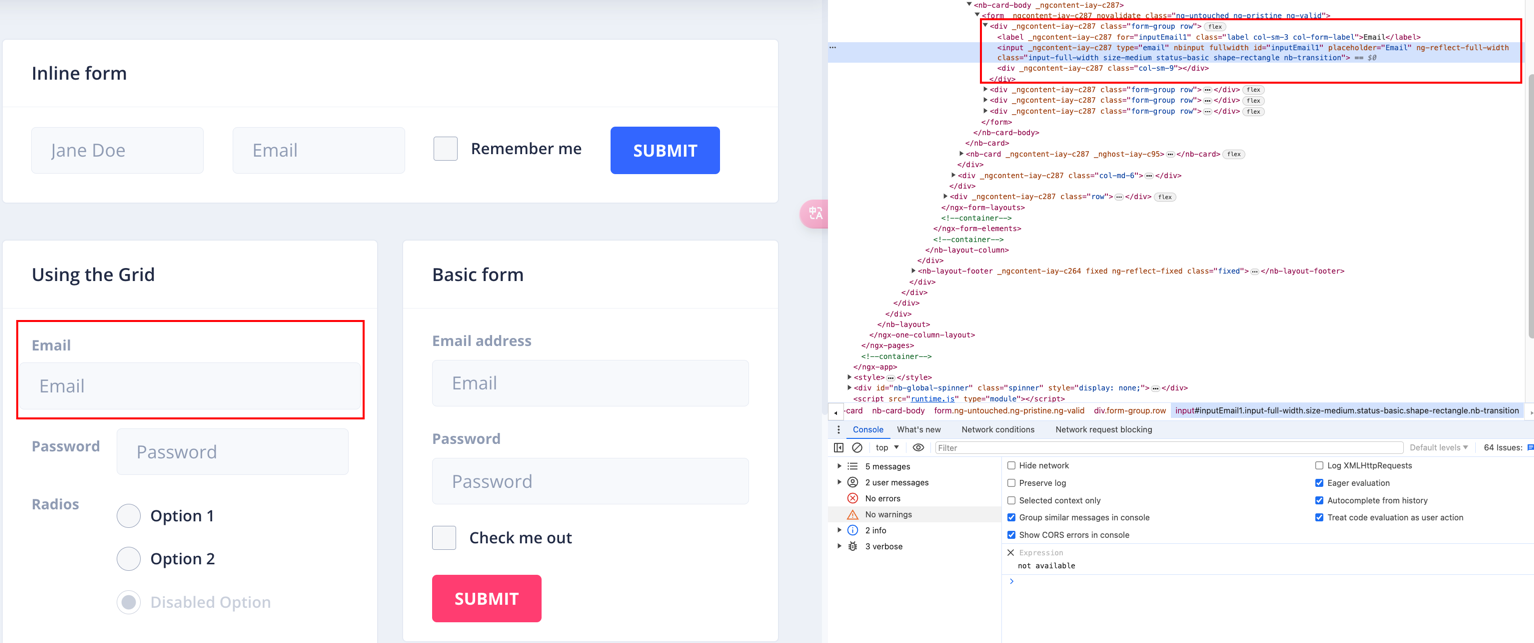 Inline form
Jane Doe
Email
Remember me
SUBMIT
Using the Grid
Email
Email
Password
Password
Radios
Option 1
Option 2
Disabled Option
Basic form
Email address
Email
Password
Password
Check me out
SUBMIT
<nb-card-body _ngcontent-iay-c287>
<form _ngcontent-iay-c287 novalidate class="ng-untouched ng-pristine ng-valid">
<div _ngcontent-iay-c287 class="form-group row"> flex
<label _ngcontent-iay-c287 for="inputEmail1" class="label col-sm-3 col-form-label">Email</label>
<input _ngcontent-iay-c287 type="email" nbinput fullwidth id="inputEmail1" placeholder="Email" ng-reflect-full-width
class="input-full-width size-medium status-basic shape-rectangle nb-transition"> == $0
<div _ngcontent-iay-c287 class="col-sm-9"></div>
</div>
<div _ngcontent-iay-c287 class="form-group row"> … </div> flex
<div _ngcontent-iay-c287 class="form-group row"> … </div> flex
<div _ngcontent-iay-c287 class="form-group row"> … </div> flex
</form>
</nb-card-body>
</nb-card>
<nb-card _ngcontent-iay-c287 _nghost-iay-c95> … </nb-card> flex
</div>
<div _ngcontent-iay-c287 class="col-md-6"> … </div>
</div>
<div _ngcontent-iay-c287 class="row"> … </div> flex
</ngx-form-layouts>
<!--container-->
</ngx-form-elements>
<!--container-->
</nb-layout-column>
</div>
<nb-layout-footer _ngcontent-iay-c264 fixed ng-reflect-fixed class="fixed"> … </nb-layout-footer>
</div>
</div>
</div>
</div>
</nb-layout>
</ngx-one-column-layout>
</ngx-pages>
<!--container-->
</ngx-app>
<style> … </style>
<div id="nb-global-spinner" class="spinner" style="display: none;"> … </div>
<script src="runtime.js" type="module"></script>
-card nb-card-body form.ng-untouched.ng-pristine.ng-valid div.form-group.row input#inputEmail1.input-full-width.size-medium.status-basic.shape-rectangle.nb-transition
Console What's new Network conditions Network request blocking
top Filter Default levels 64 Issues:
5 messages
2 user messages
No errors
No warnings
2 info
3 verbose
Hide network
Preserve log
Selected context only
Group similar messages in console
Show CORS errors in console
Log XMLHttpRequests
Eager evaluation
Autocomplete from history
Treat code evaluation as user action
Expression
not available